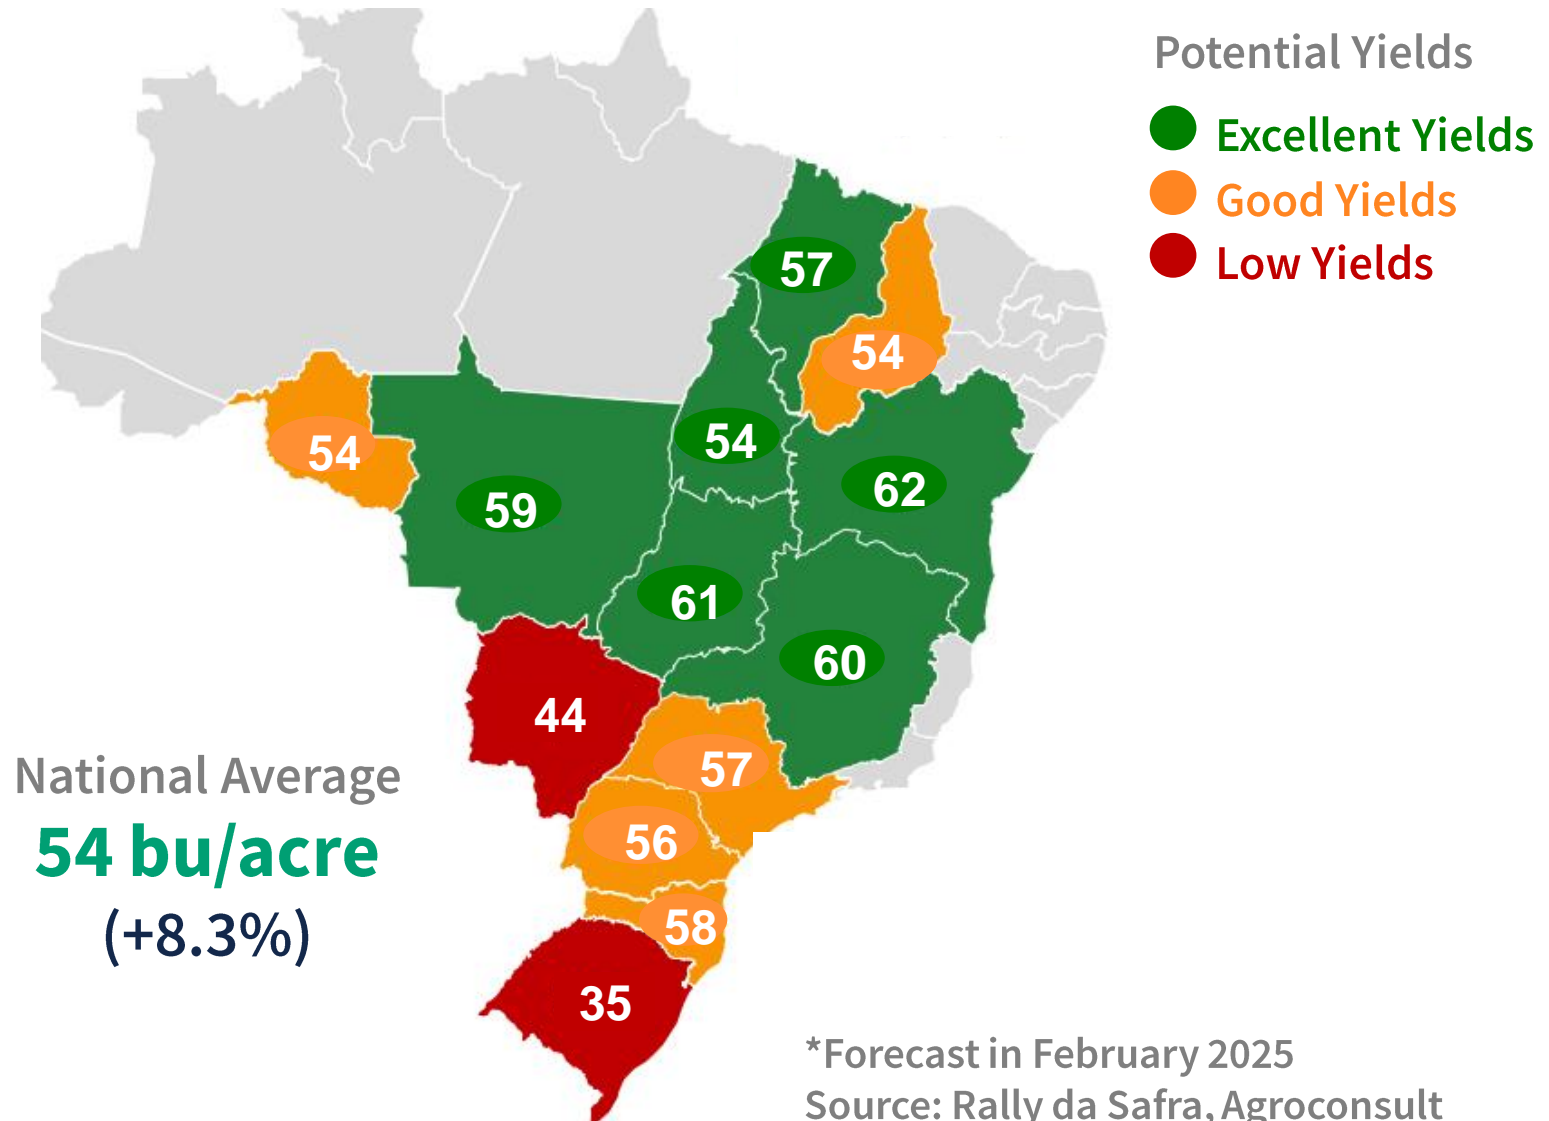 Potential Yields
Excellent Yields
Good Yields
Low Yields
57
54
54
54
62
59
61
60
44
57
56
58
35
National Average
54 bu/acre
(+8.3%)
*Forecast in February 2025
Source: Rally da Safra, Agroconsult